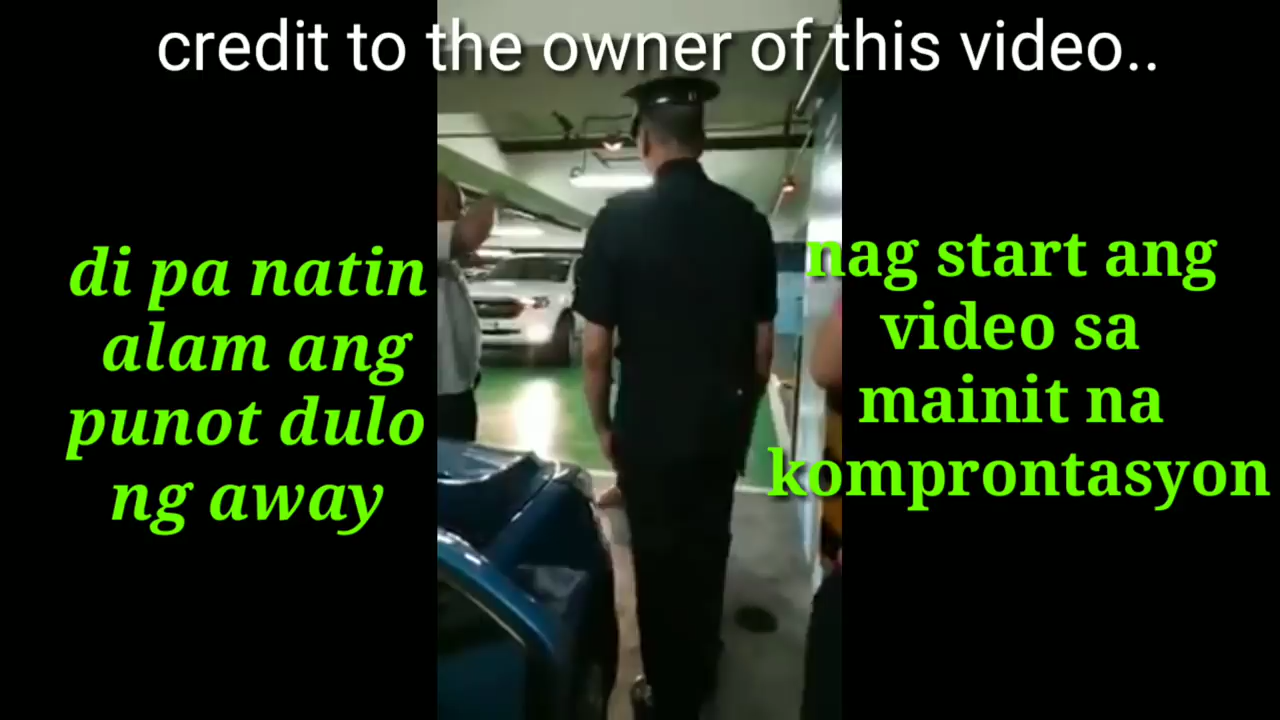 credit to the owner of this video..
di pa natin
alam ang
punot dulo
ng away
nag start ang
video sa
mainit na
komprontasyon